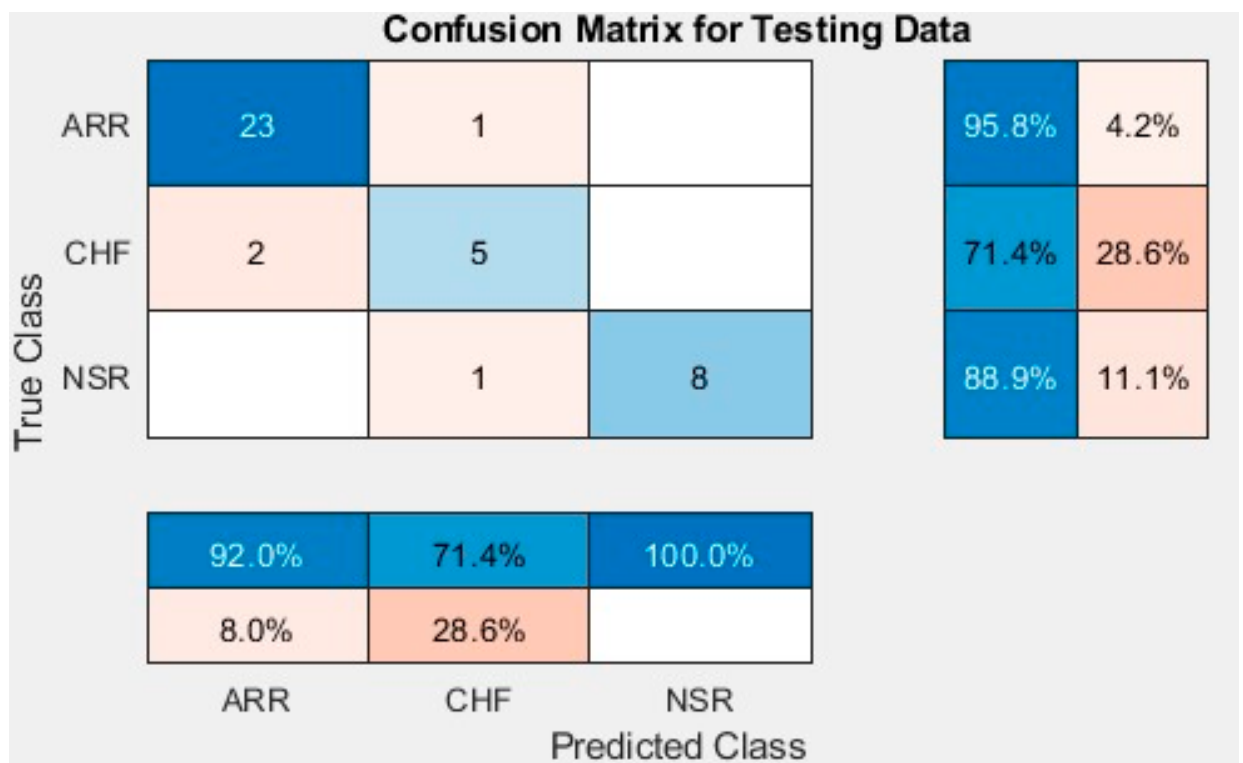 Confusion Matrix for Testing Data
ARR 23 1 95.8% 4.2%
CHF 2 5 71.4% 28.6%
NSR 1 8 88.9% 11.1%
True Class
92.0% 71.4% 100.0%
8.0% 28.6%
ARR CHF NSR
Predicted Class